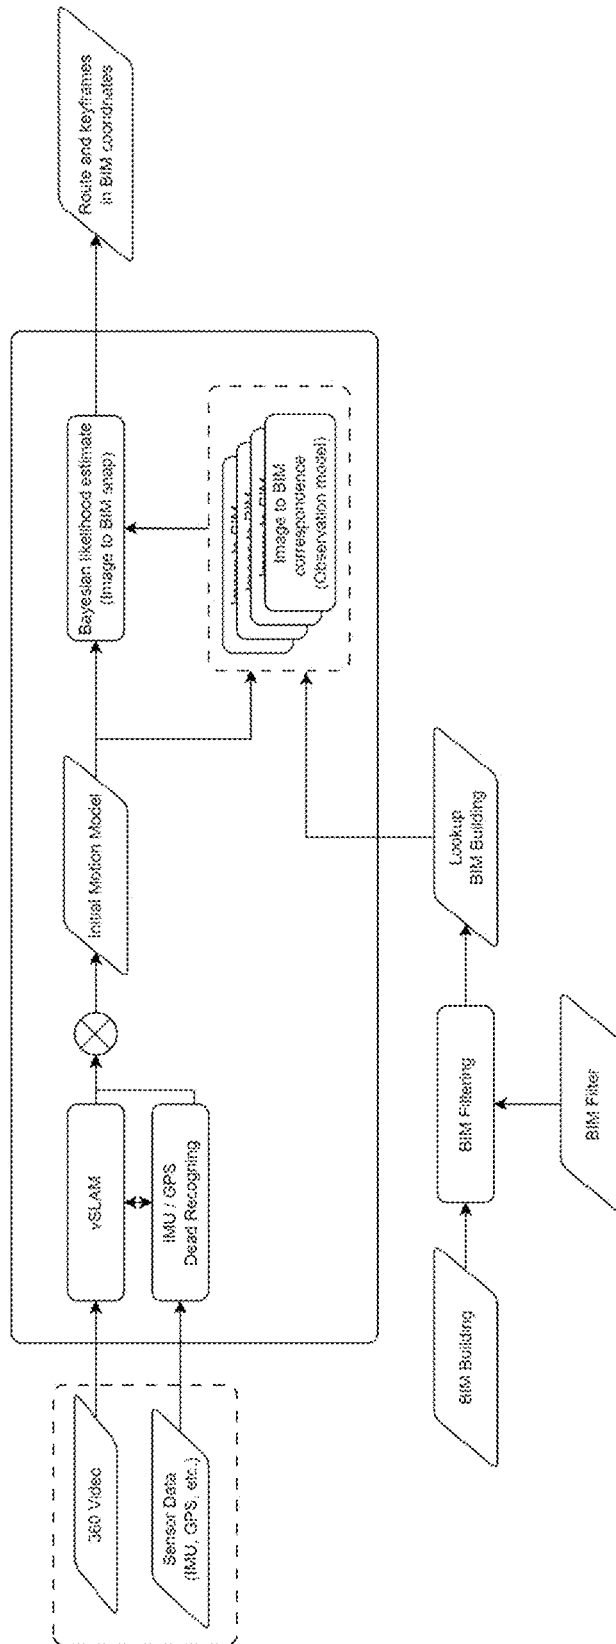 360 Video
Sensor Data
(IMU, GPS, etc.)
vSLAM
IMU / GPS
Dead Recogning
Initial Motion Model
Bayesian likelihood estimate
(Image to BIM snap)
Image to BIM
correspondence
(Observation model)
Route and keyframes
in BIM coordinates
BIM Building
BIM Filtering
BIM Filter
Lookup
BIM Building